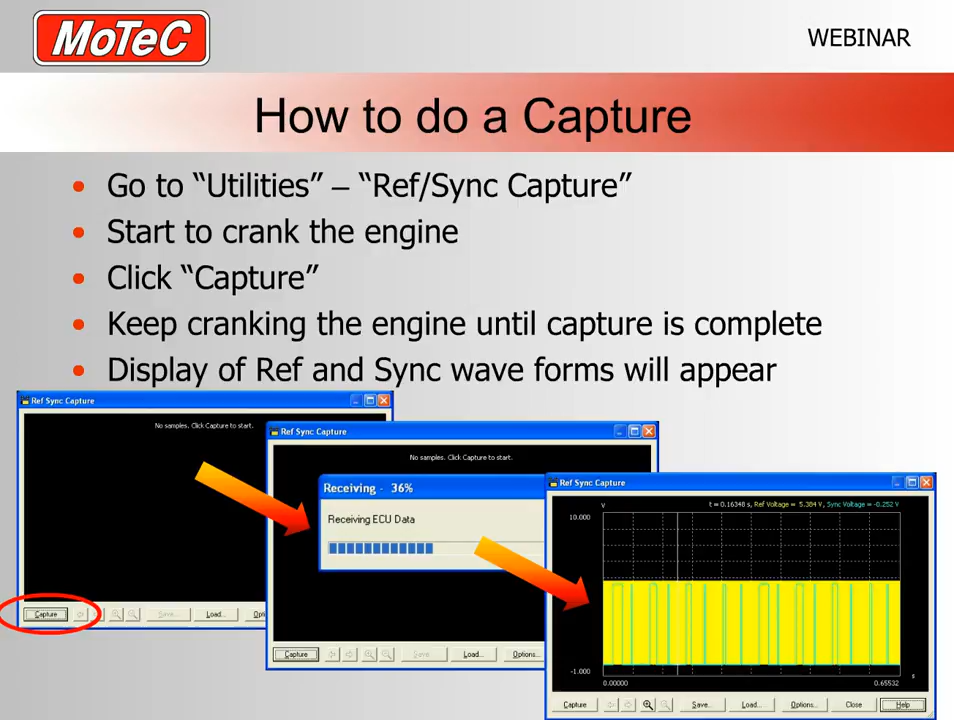 MoTeC
WEBINAR
How to do a Capture
• Go to “Utilities” – “Ref/Sync Capture”
• Start to crank the engine
• Click “Capture”
• Keep cranking the engine until capture is complete
• Display of Ref and Sync wave forms will appear
Ref Sync Capture
No samples. Click Capture to start.
Capture
Save...
Load...
Optio
Ref Sync Capture
No samples. Click Capture to start.
Receiving - 36%
Receiving ECU Data
Capture
Save...
Load...
Options...
Ref Sync Capture
V
t = 0.16348 s, Ref Voltage = 5.384 V, Sync Voltage = -0.252 V
10.000
-1.000
0.00000
0.65532
s
Capture
Save...
Load...
Options...
Close
Help